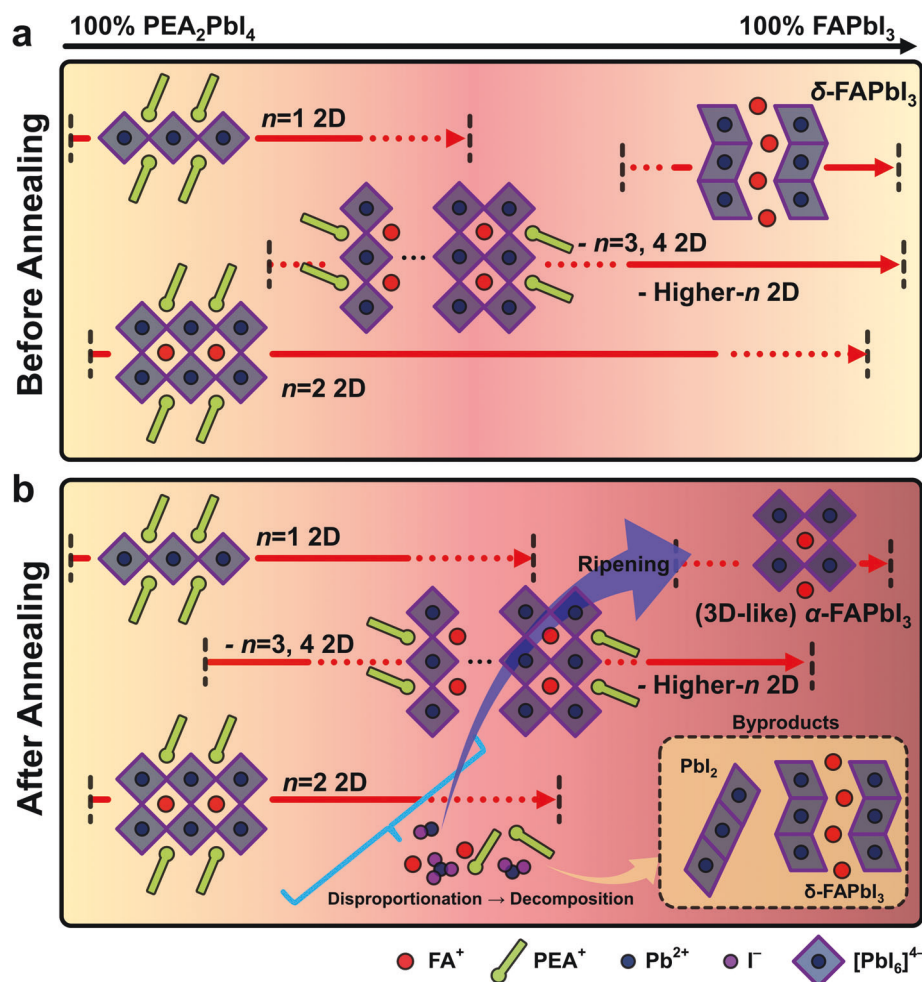 a
100% PEA₂PbI₄
100% FAPbI₃
Before Annealing
n=1 2D
δ-FAPbI₃
...
- n=3, 4 2D
- Higher-n 2D
n=2 2D
b
After Annealing
n=1 2D
Ripening
(3D-like) α-FAPbI₃
- n=3, 4 2D
...
- Higher-n 2D
Byproducts
PbI₂
n=2 2D
δ-FAPbI₃
Disproportionation → Decomposition
FA⁺
PEA⁺
Pb²⁺
I⁻
[PbI₆]⁴⁻